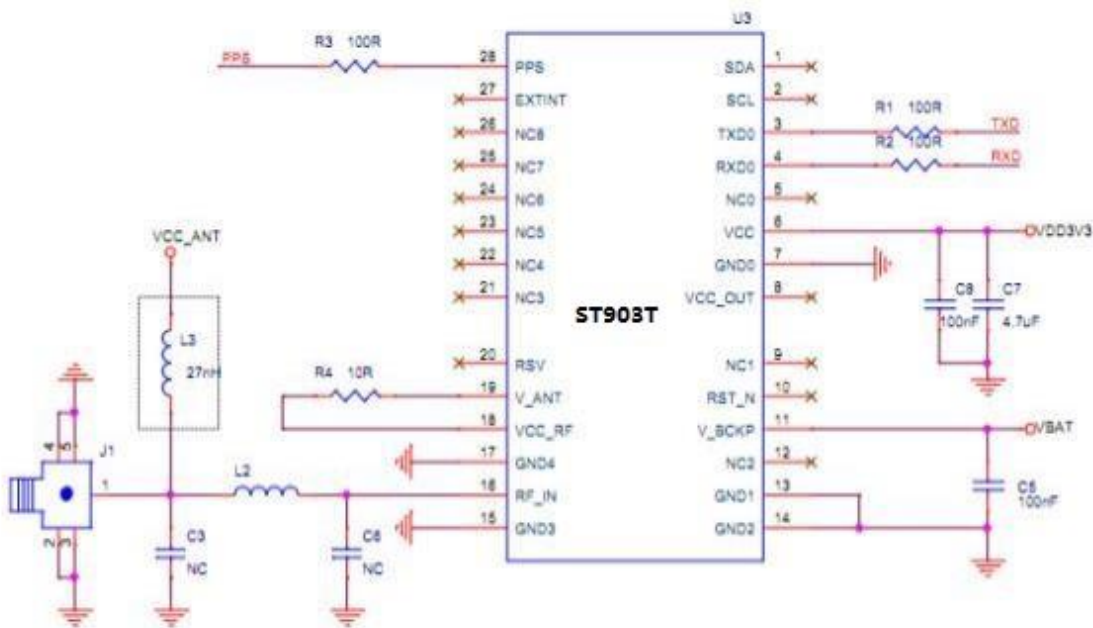 U3
R3 100R
PPS
28 PPS SDA 1
27 EXTINT SCL 2
26 NC8 TXD0 3 R1 100R TXD
25 NC7 RXD0 4 R2 100R RXD
24 NC6 NC0 5
23 NC5 VCC 6 VDD3V3
22 NC4 GND0 7
21 NC3 VCC_OUT 8
C8 100nF
C7 4.7uF
ST903T
VCC_ANT
L3
27nH
20 RSV NC1 9
R4 10R
19 V_ANT RST_N 10
18 VCC_RF V_BCKP 11 VBAT
17 GND4 NC2 12
16 RF_IN GND1 13
15 GND3 GND2 14
C5
100nF
4 5
J1
1
2 3
L2
C3
NC
C6
NC